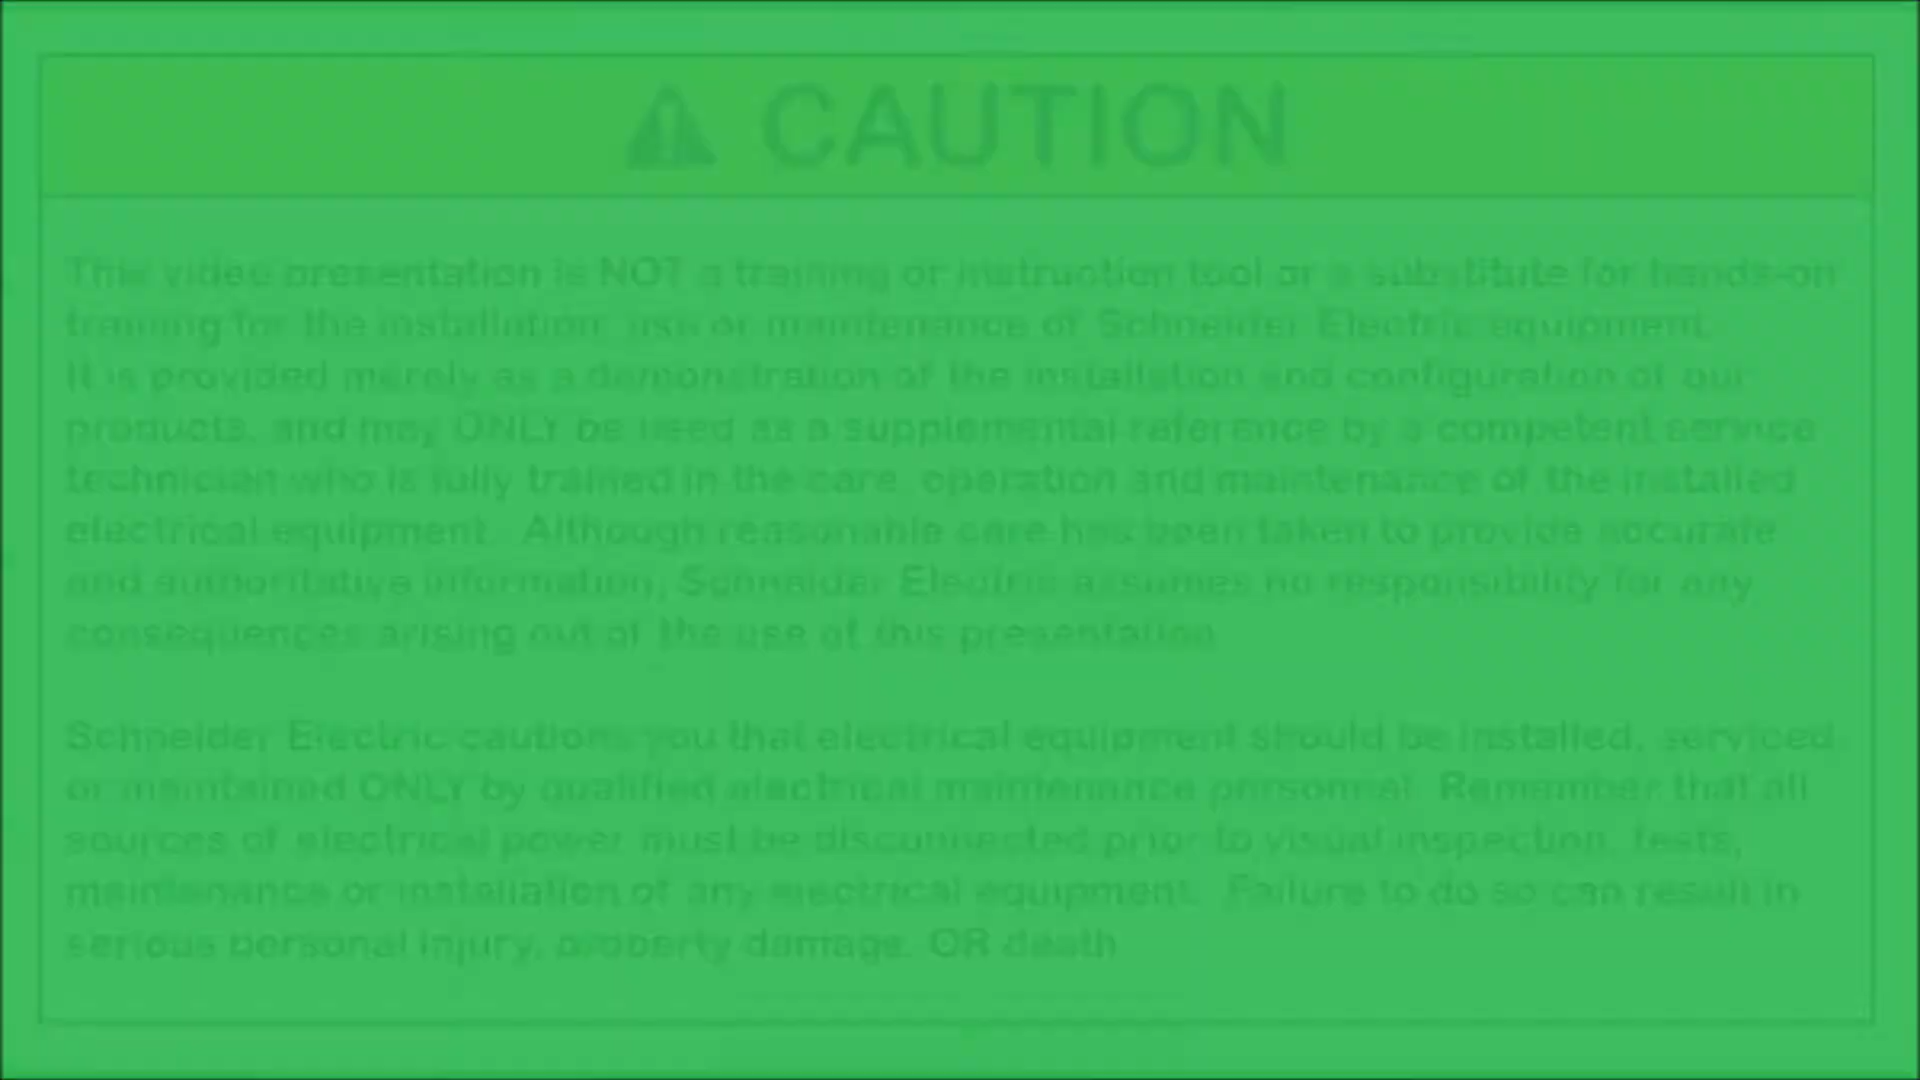 CAUTION
This video presentation is NOT a training or instruction tool or a substitute for hands-on
training for the installation, use or maintenance of Schneider Electric equipment.
It is provided merely as a demonstration of the installation and configuration of our
products, and may ONLY be used as a supplemental reference by a competent service
technician who is fully trained in the care, operation and maintenance of the installed
electrical equipment. Although reasonable care has been taken to provide accurate
and authoritative information, Schneider Electric assumes no responsibility for any
consequences arising out of the use of this presentation
Schneider Electric cautions you that electrical equipment should be installed, serviced
or maintained ONLY by qualified electrical maintenance personnel. Remember that all
sources of electrical power must be disconnected prior to visual inspection, tests,
maintenance or installation of any electrical equipment. Failure to do so can result in
serious personal injury, property damage, OR death